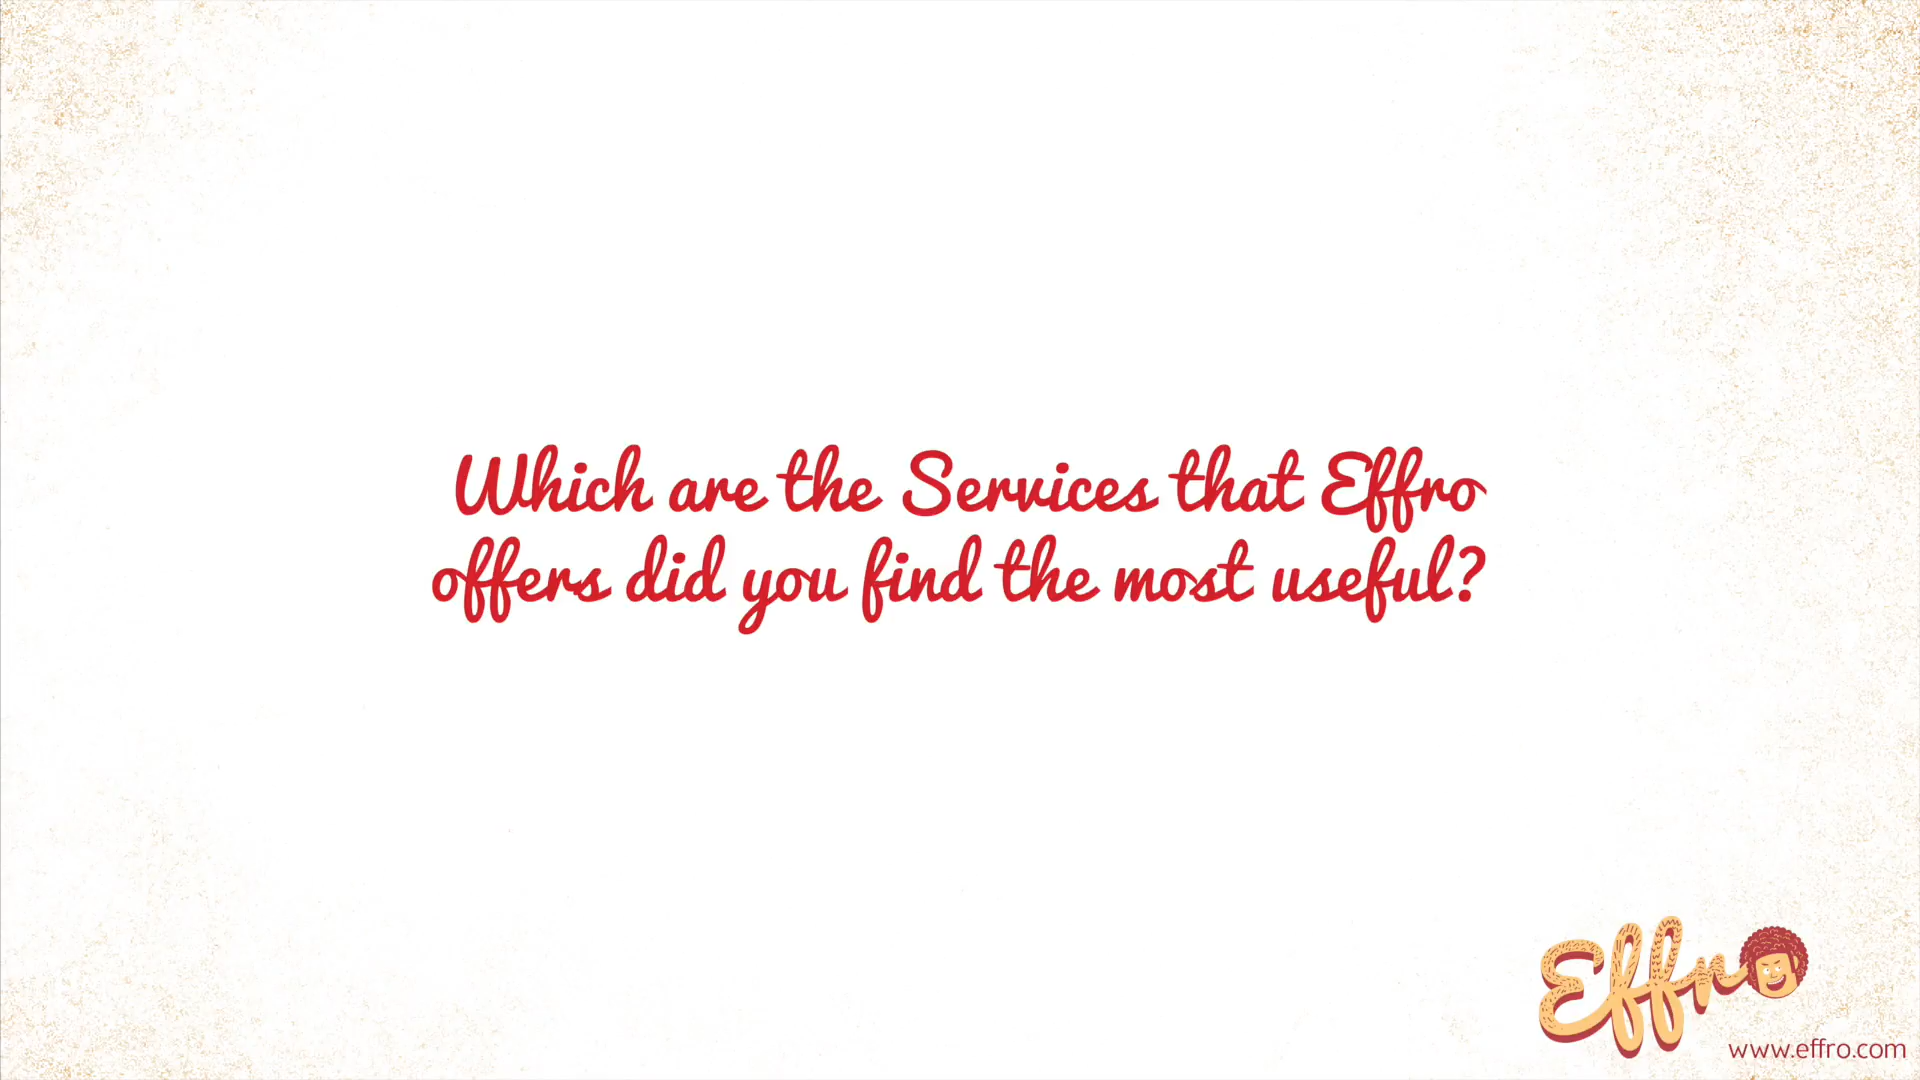 Which are the Services that Effro
offers did you find the most useful?
Effro
www.effro.com